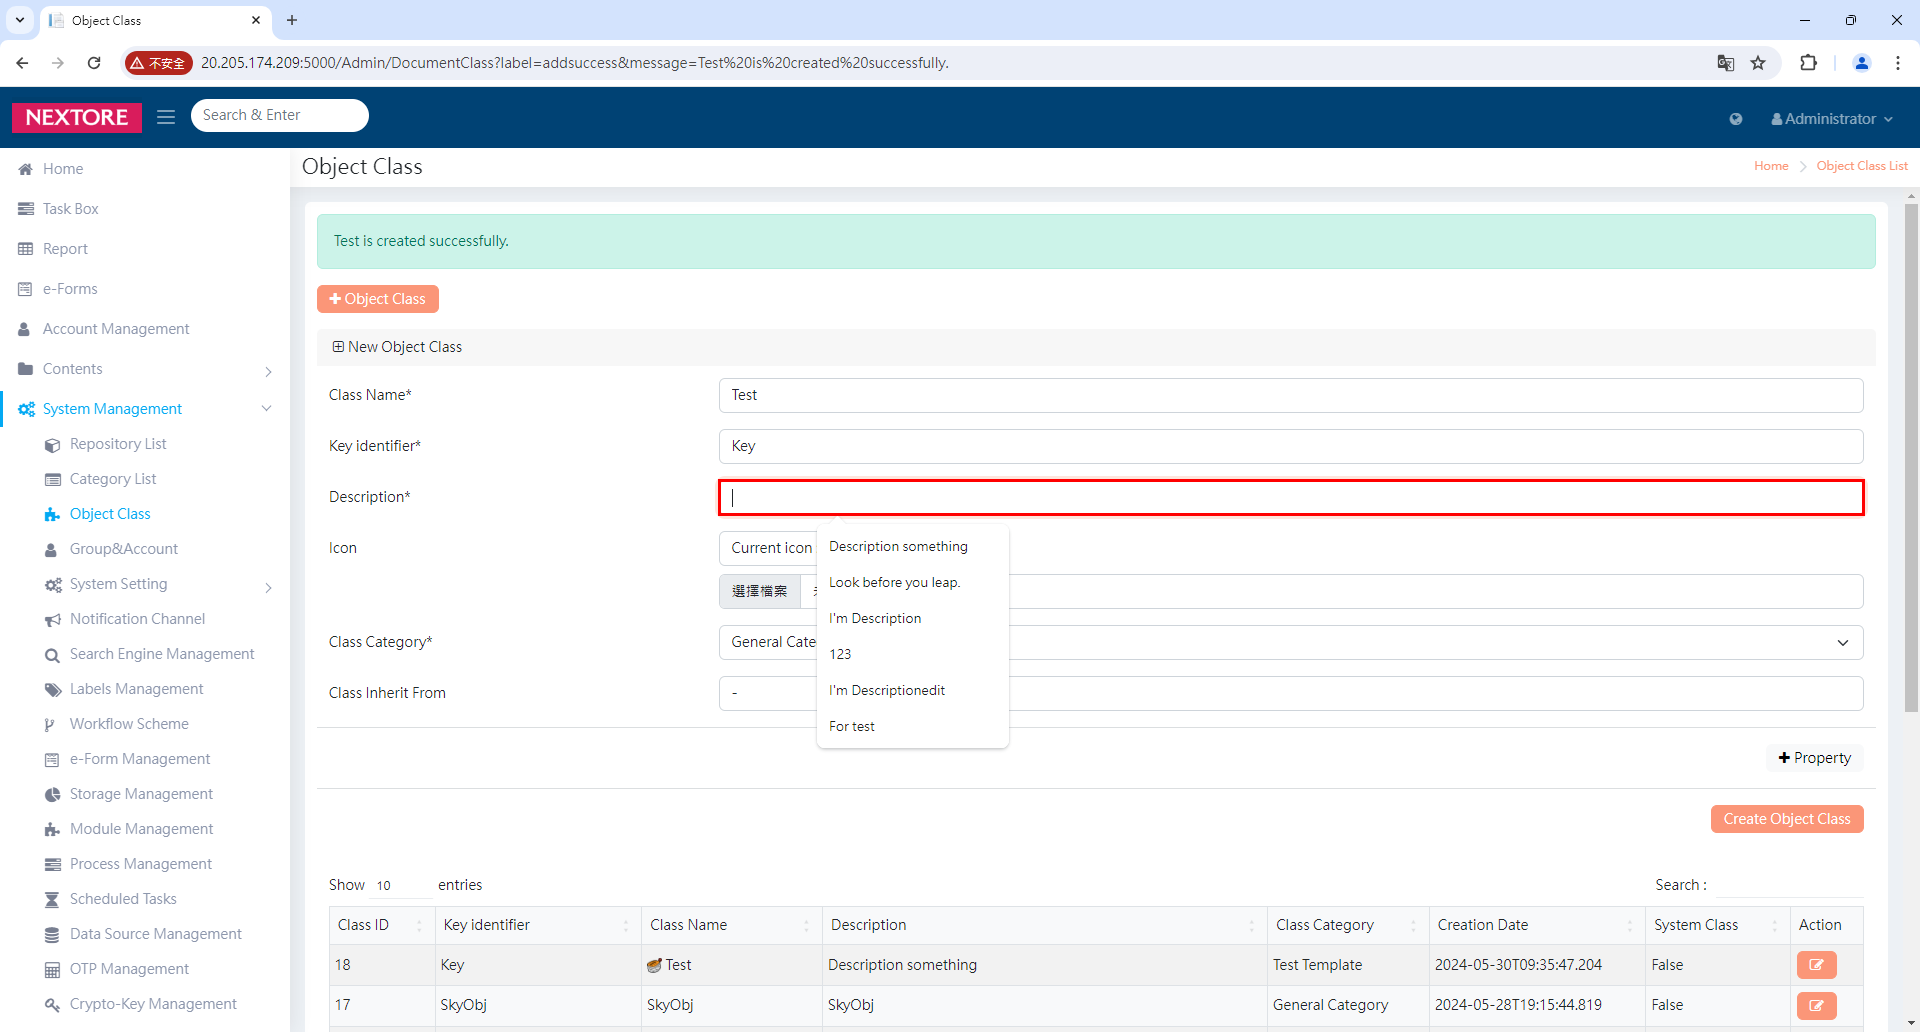 Object Class
不安全
20.205.174.209:5000/Admin/DocumentClass?label=addsuccess&message=Test%20is%20created%20successfully.
NEXTORE
Search & Enter
Administrator
Home
Task Box
Report
e-Forms
Account Management
Contents
System Management
Repository List
Category List
Object Class
Group&Account
System Setting
Notification Channel
Search Engine Management
Labels Management
Workflow Scheme
e-Form Management
Storage Management
Module Management
Process Management
Scheduled Tasks
Data Source Management
OTP Management
Crypto-Key Management
Object Class
Home Object Class List
Test is created successfully.
Object Class
New Object Class
Class Name* Test
Key identifier* Key
Description*
Description something
Look before you leap.
I'm Description
123
I'm Descriptionedit
For test
Icon Current icon
選擇檔案
Class Category* General Cate
Class Inherit From -
Property
Create Object Class
Show 10 entries Search :
Class ID Key identifier Class Name Description Class Category Creation Date System Class Action
18 Key Test Description something Test Template 2024-05-30T09:35:47.204 False
17 SkyObj SkyObj SkyObj General Category 2024-05-28T19:15:44.819 False